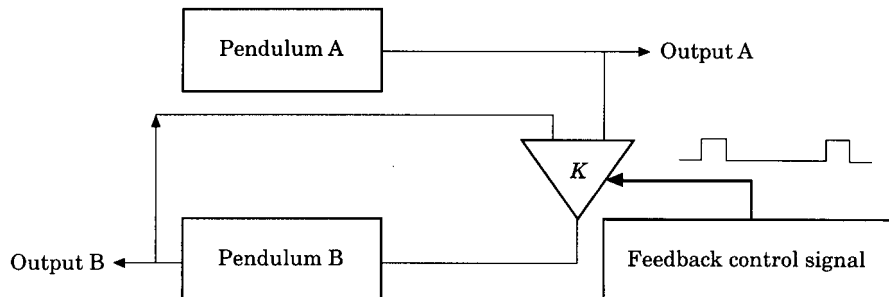 Pendulum A
Output A
K
Output B
Pendulum B
Feedback control signal